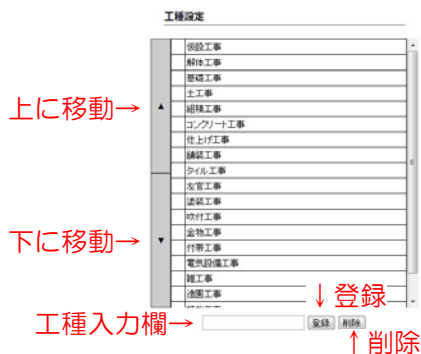 工種設定
仮設工事
解体工事
基礎工事
土工事
組積工事
上に移動→
▲
コンクリート工事
仕上げ工事
舗装工事
タイル工事
左官工事
塗装工事
吹付工事
下に移動→
▼
金物工事
付帯工事
電気設備工事
雑工事
造園工事
↓登録
工種入力欄→
登録
削除
↑削除